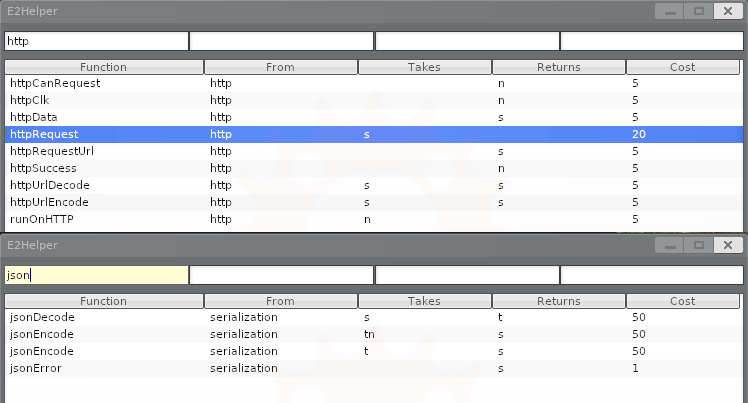 E2Helper
http
Function From Takes Returns Cost
httpCanRequest http n 5
httpClk http n 5
httpData http s 5
httpRequest http s 20
httpRequestUrl http s 5
httpSuccess http n 5
httpUrlDecode http s s 5
httpUrlEncode http s s 5
runOnHTTP http n 5
E2Helper
json
Function From Takes Returns Cost
jsonDecode serialization s t 50
jsonEncode serialization tn s 50
jsonEncode serialization t s 50
jsonError serialization s 1